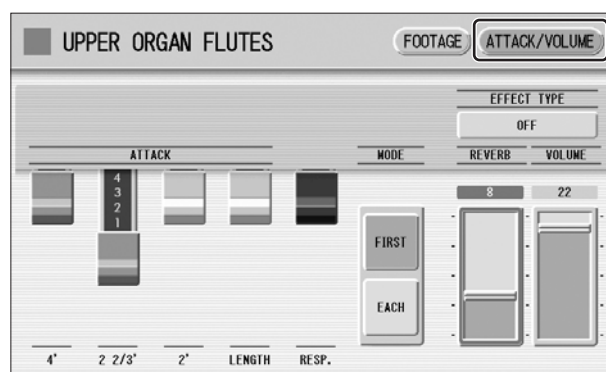 UPPER ORGAN FLUTES
FOOTAGE ATTACK/VOLUME
EFFECT TYPE
OFF
ATTACK MODE REVERB VOLUME
8 22
4
3
2
1
FIRST
EACH
4' 2 2/3' 2' LENGTH RESP.